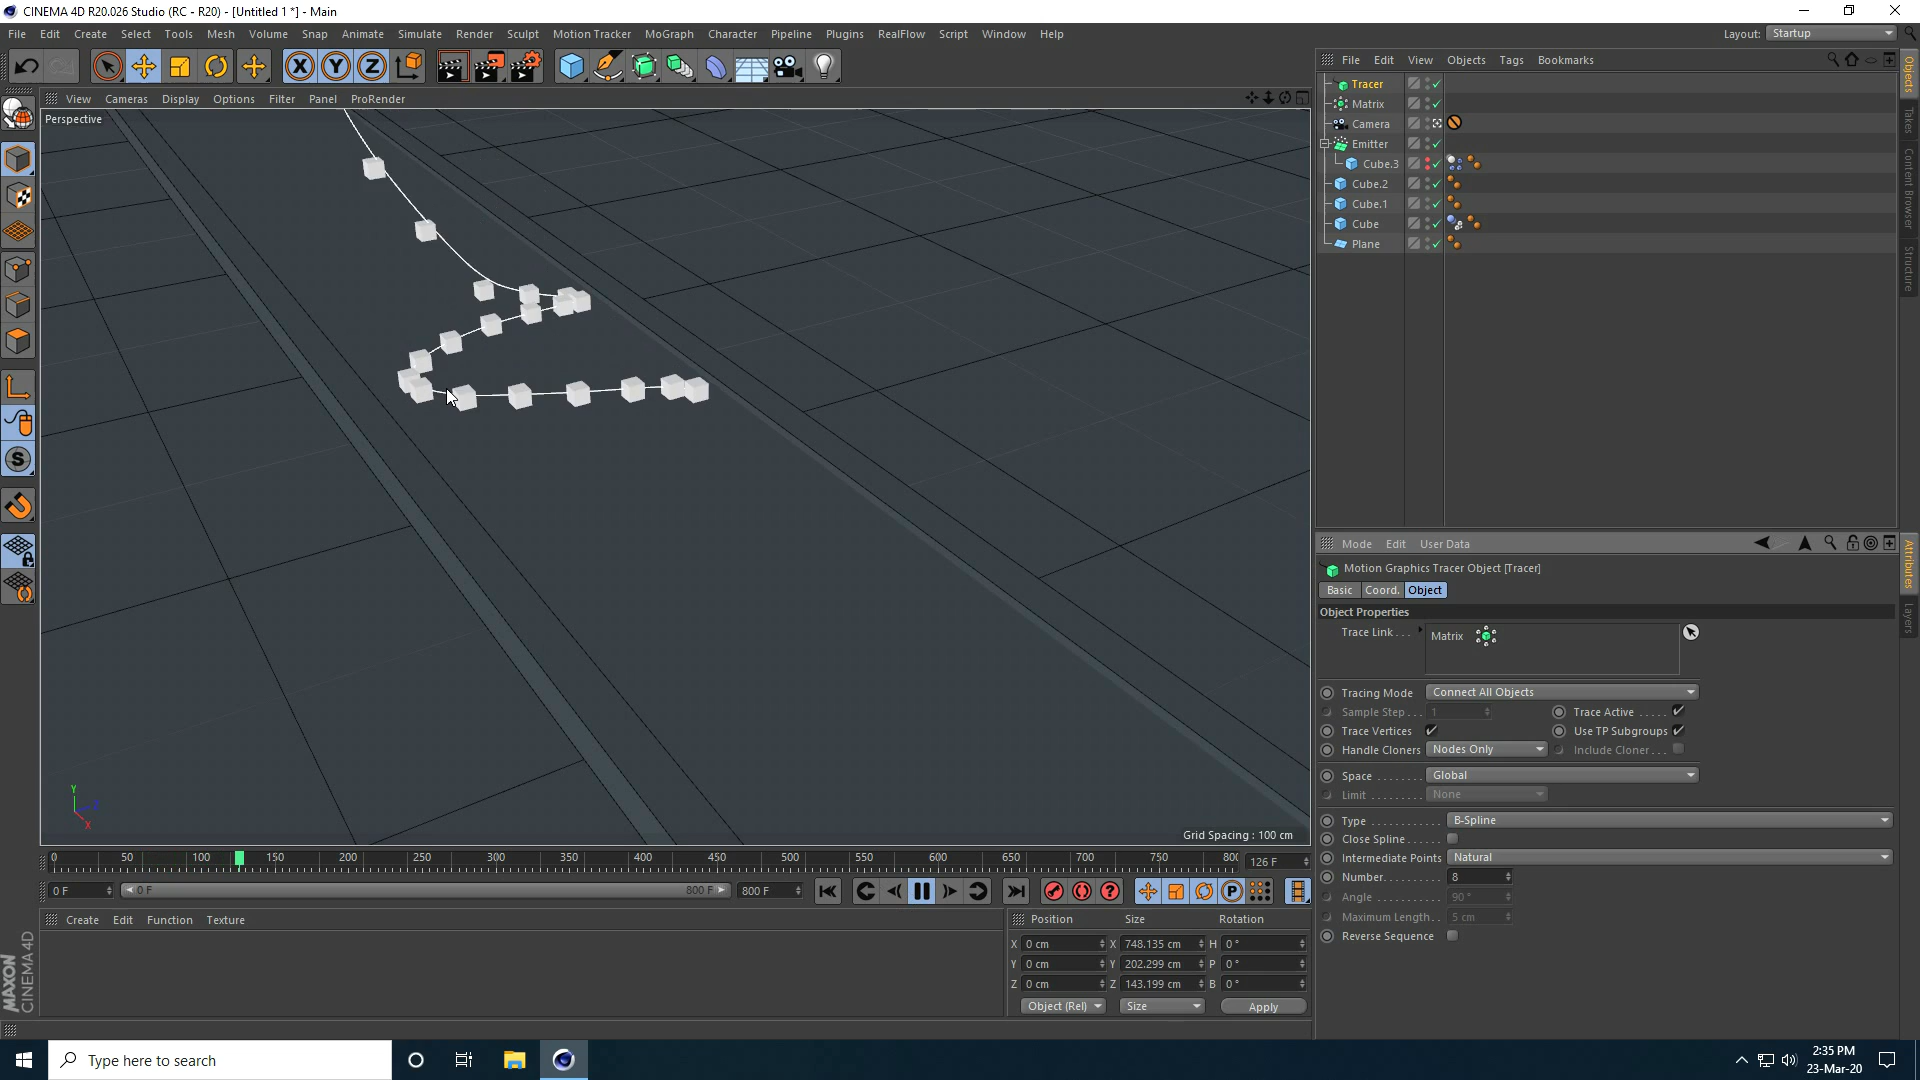 CINEMA 4D R20.026 Studio (RC - R20) - [Untitled 1 *] - Main
File Edit Create Select Tools Mesh Volume Snap Animate Simulate Render Sculpt Motion Tracker MoGraph Character Pipeline Plugins RealFlow Script Window Help
Layout: Startup
X Y Z
View Cameras Display Options Filter Panel ProRender
Perspective
Y
Z
X
Grid Spacing : 100 cm
S
0 50 100 150 200 250 300 350 400 450 500 550 600 650 700 750 800
126 F
0 F
0 F
800 F
800 F
P
Create Edit Function Texture
MAXON
CINEMA 4D
Position Size Rotation
X 0 cm X 748.135 cm H 0 °
Y 0 cm Y 202.299 cm P 0 °
Z 0 cm Z 143.199 cm B 0 °
Object (Rel) Size Apply
File Edit View Objects Tags Bookmarks
Tracer
Matrix
Camera
Emitter
Cube.3
Cube.2
Cube.1
Cube
Plane
Objects
Takes
Content Browser
Structure
Mode Edit User Data
Motion Graphics Tracer Object [Tracer]
Basic Coord. Object
Object Properties
Trace Link . . . Matrix
Tracing Mode Connect All Objects
Sample Step . . . 1 Trace Active . . . . .
Trace Vertices Use TP Subgroups
Handle Cloners Nodes Only Include Cloner . . .
Space . . . . . . . . Global
Limit . . . . . . . . . None
Type . . . . . . . . . . . . B-Spline
Close Spline . . . . . .
Intermediate Points Natural
Number. . . . . . . . . . 8
Angle . . . . . . . . . . . 90 °
Maximum Length . . 5 cm
Reverse Sequence
Attributes
Layers
Type here to search
2:35 PM
23-Mar-20